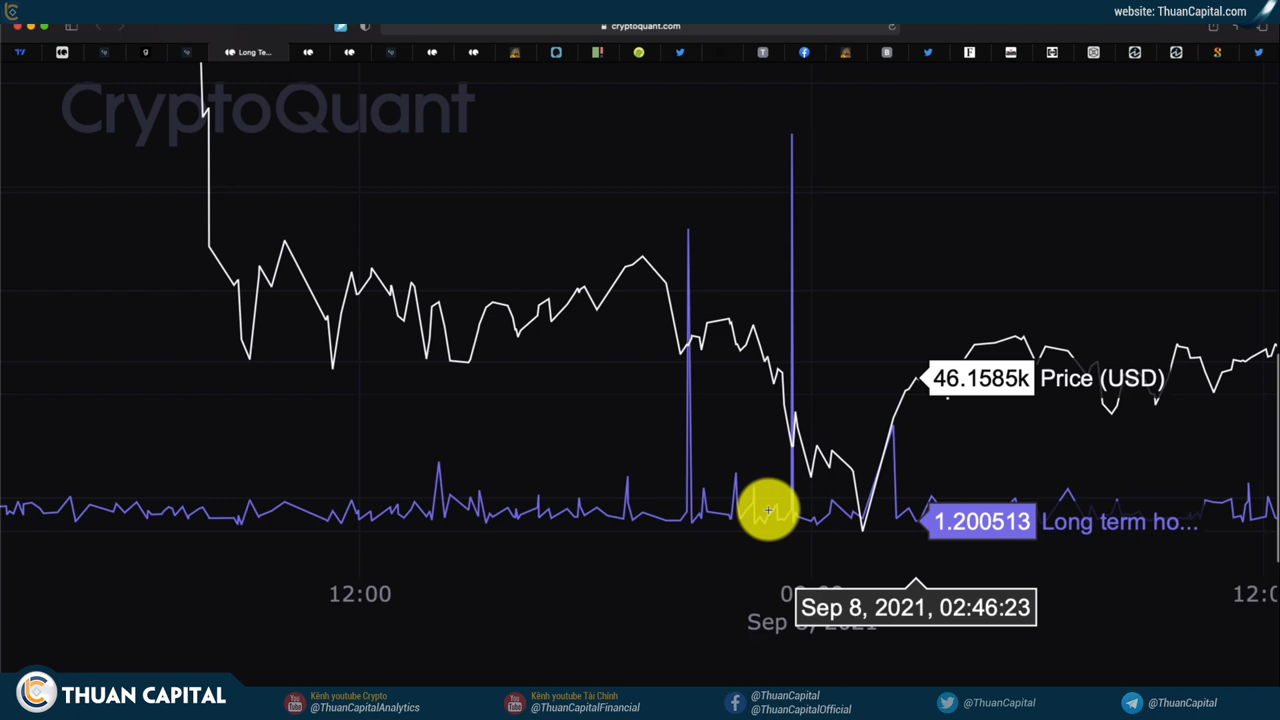 website: ThuanCapital.com
cryptoquant.com
Long Te...
CryptoQuant
46.1585k Price (USD)
1.200513 Long term ho...
12:00
Sep 8, 2021, 02:46:23
THUAN CAPITAL
Kênh youtube Crypto
@ThuanCapitalAnalytics
Kênh youtube Tài Chính
@ThuanCapitalFinancial
@ThuanCapital
@ThuanCapitalOfficial
@ThuanCapital
@ThuanCapital